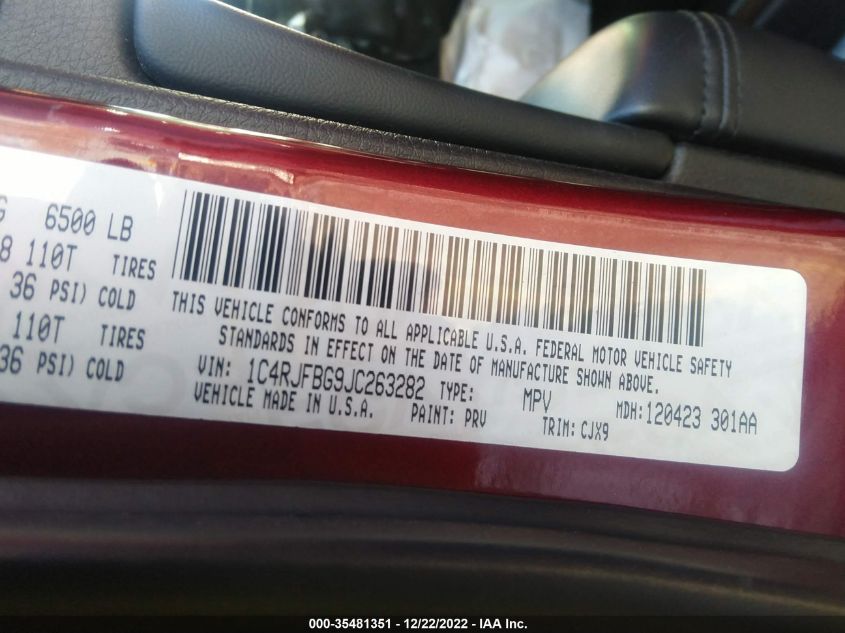 G 6500 LB
8 110T TIRES
36 PSI) COLD
110T TIRES
36 PSI) COLD
THIS VEHICLE CONFORMS TO ALL APPLICABLE U.S.A. FEDERAL MOTOR VEHICLE SAFETY
STANDARDS IN EFFECT ON THE DATE OF MANUFACTURE SHOWN ABOVE.
VIN: 1C4RJFBG9JC263282 TYPE: MPV MDH:120423 301AA
VEHICLE MADE IN U.S.A. PAINT: PRV TRIM: CJX9
000-35481351 - 12/22/2022 - IAA Inc.